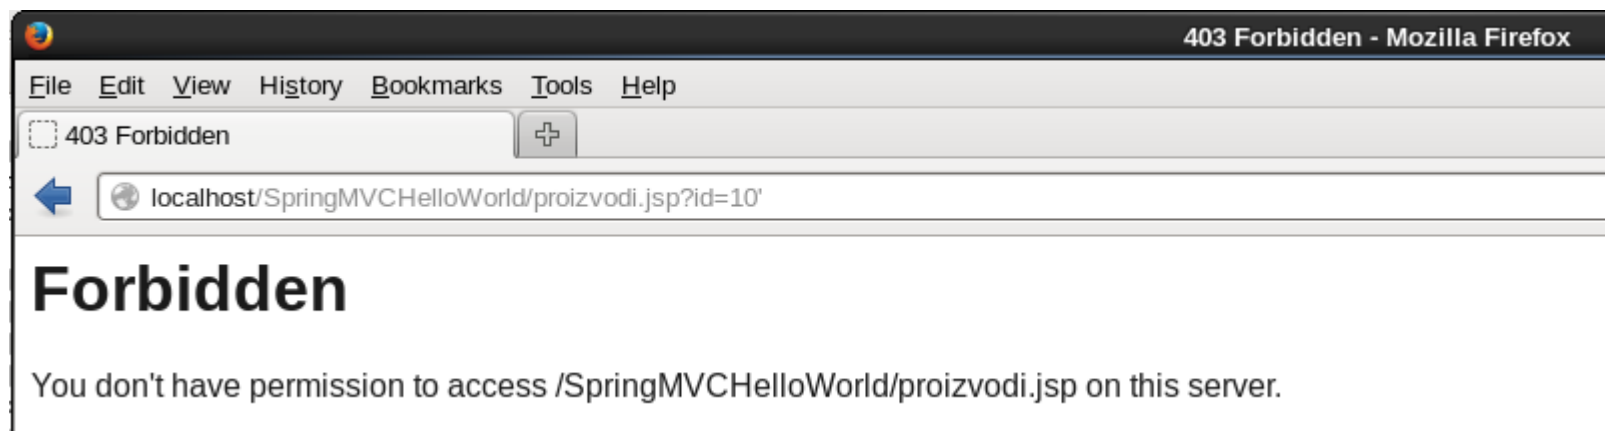 403 Forbidden - Mozilla Firefox
File Edit View History Bookmarks Tools Help
403 Forbidden
localhost/SpringMVCHelloWorld/proizvodi.jsp?id=10'
Forbidden
You don't have permission to access /SpringMVCHelloWorld/proizvodi.jsp on this server.